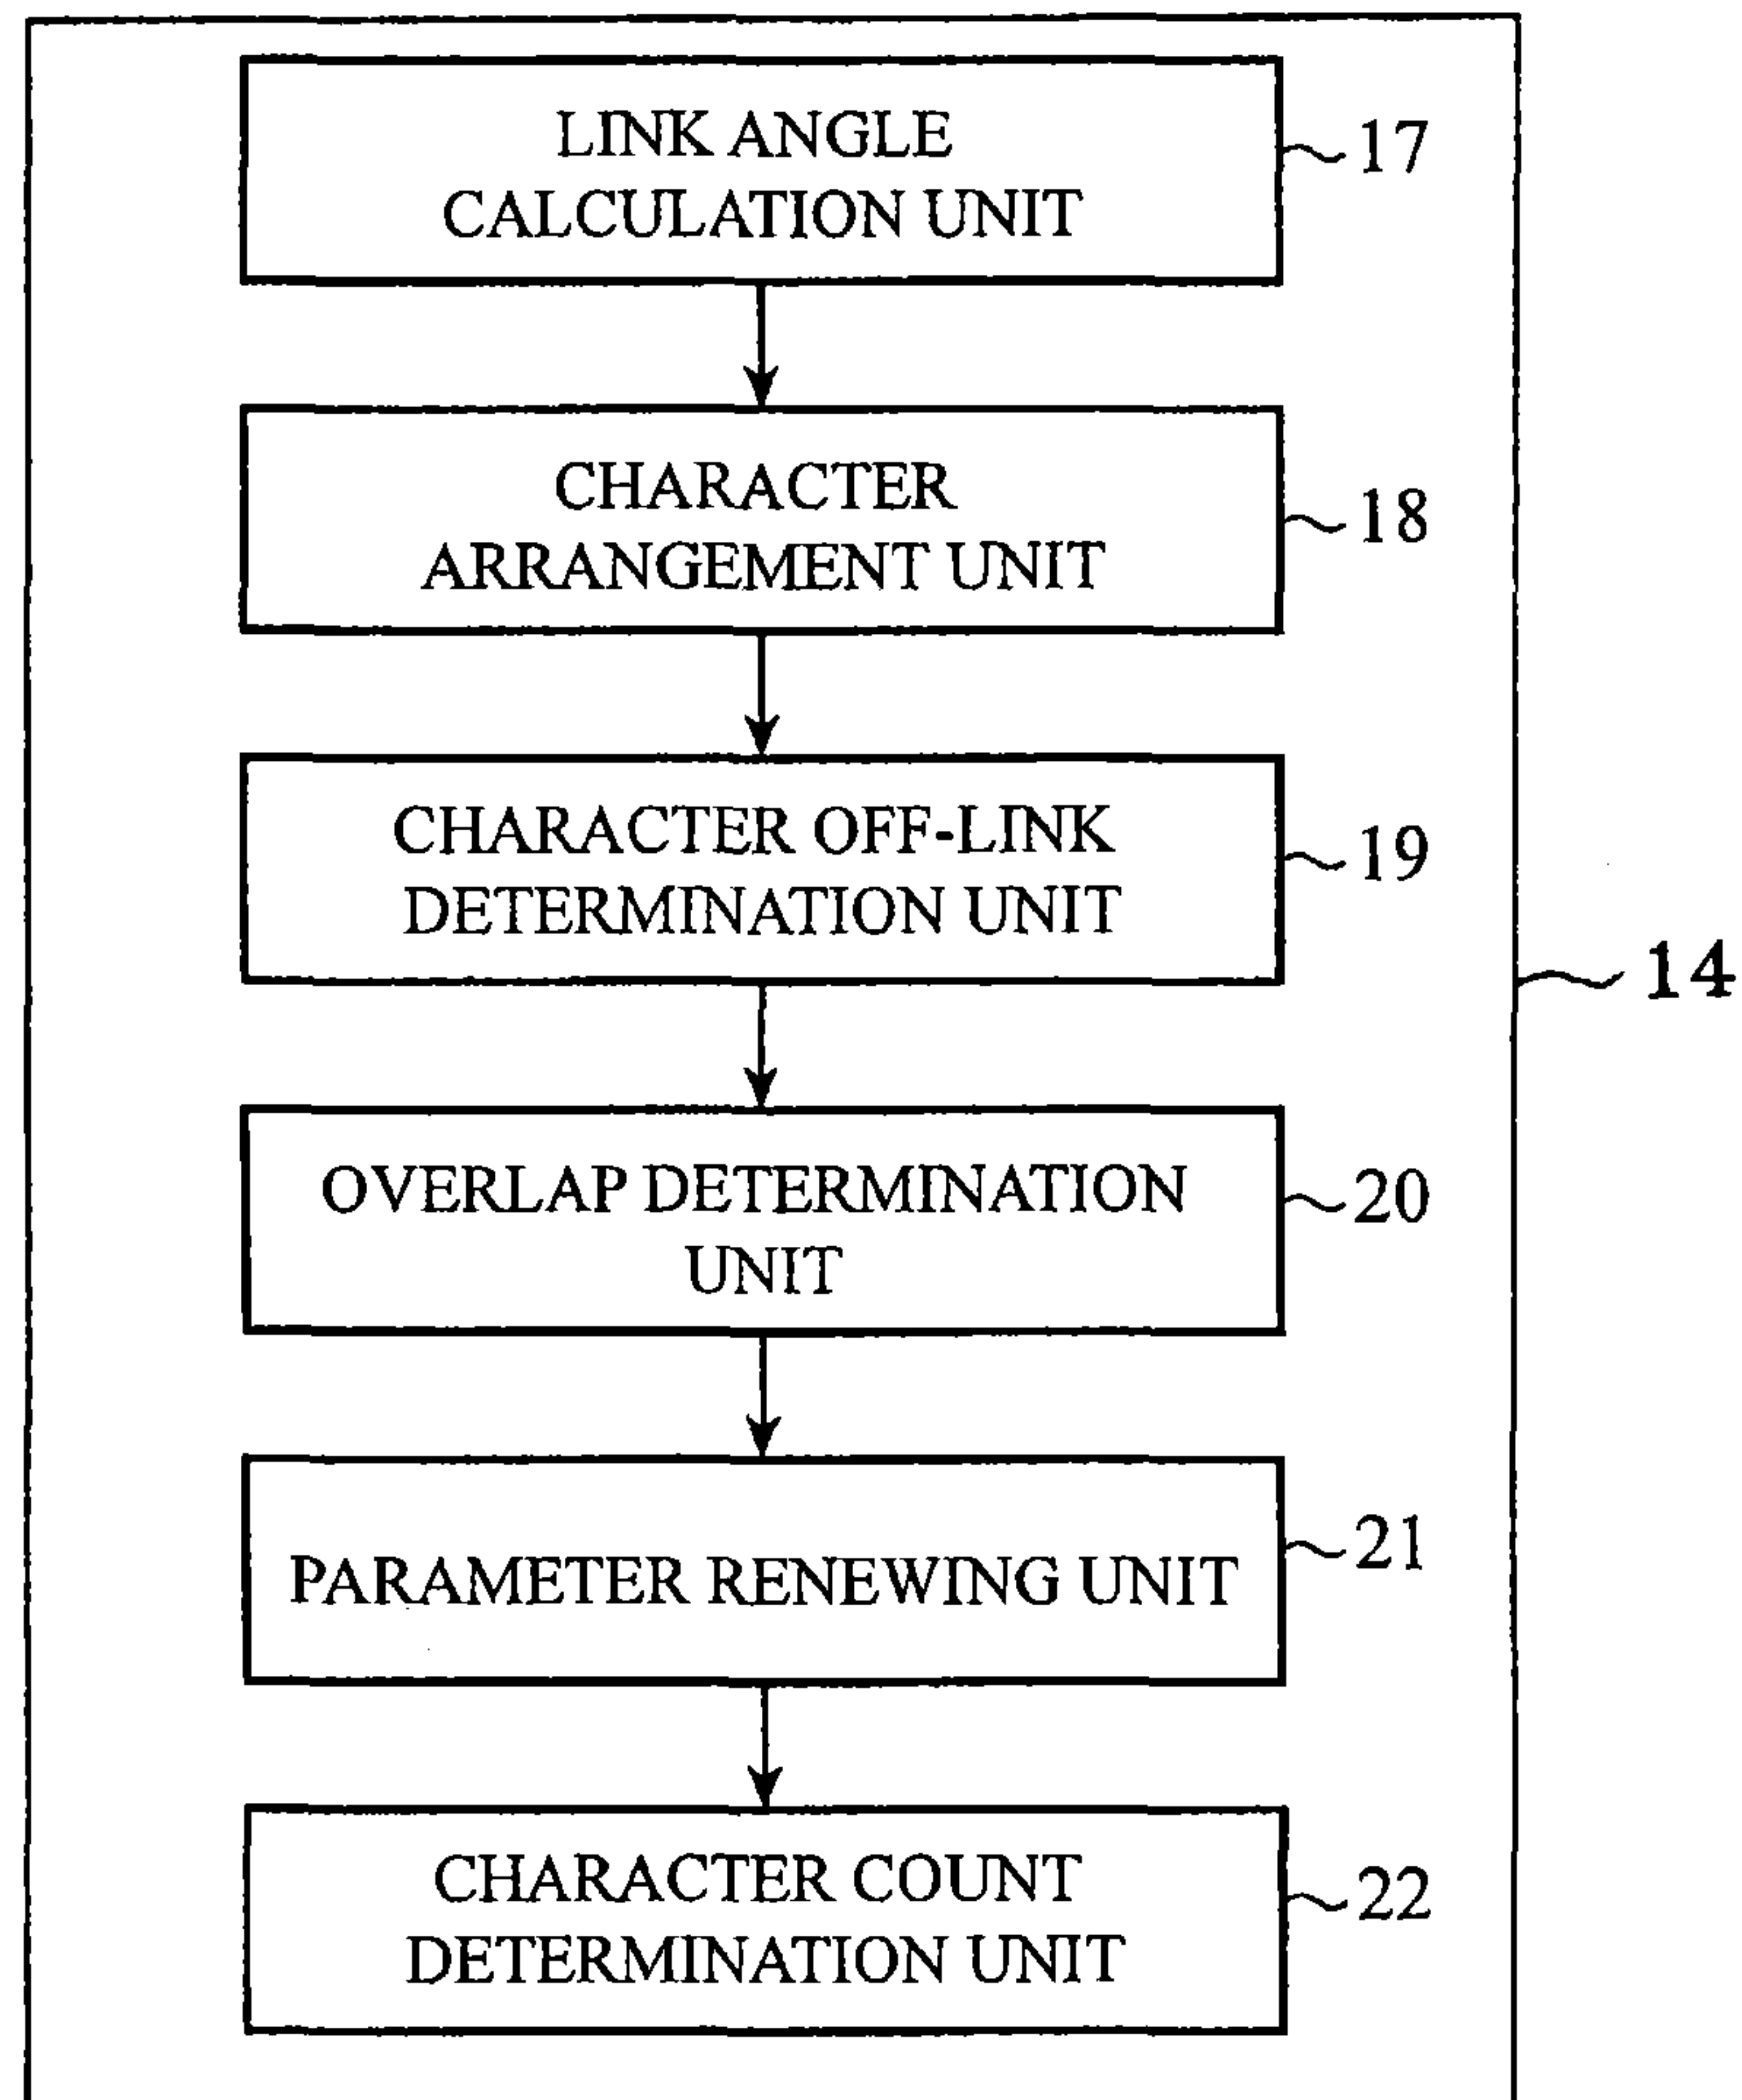 LINK ANGLE
CALCULATION UNIT
17
CHARACTER
ARRANGEMENT UNIT
18
CHARACTER OFF-LINK
DETERMINATION UNIT
19
14
OVERLAP DETERMINATION
UNIT
20
PARAMETER RENEWING UNIT
21
CHARACTER COUNT
DETERMINATION UNIT
22